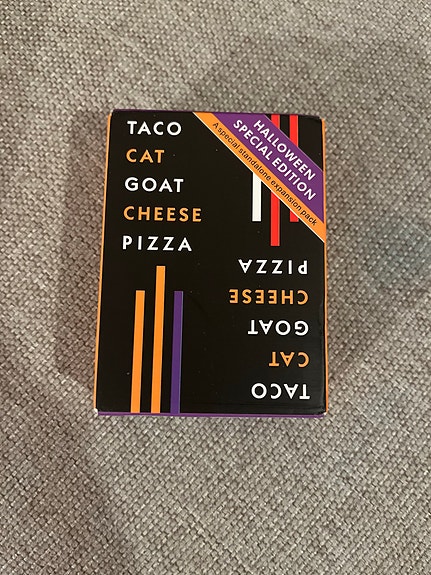 TACO
CAT
GOAT
CHEESE
PIZZA
HALLOWEEN
SPECIAL EDITION
A special standalone expansion pack
TACO
CAT
GOAT
CHEESE
PIZZA